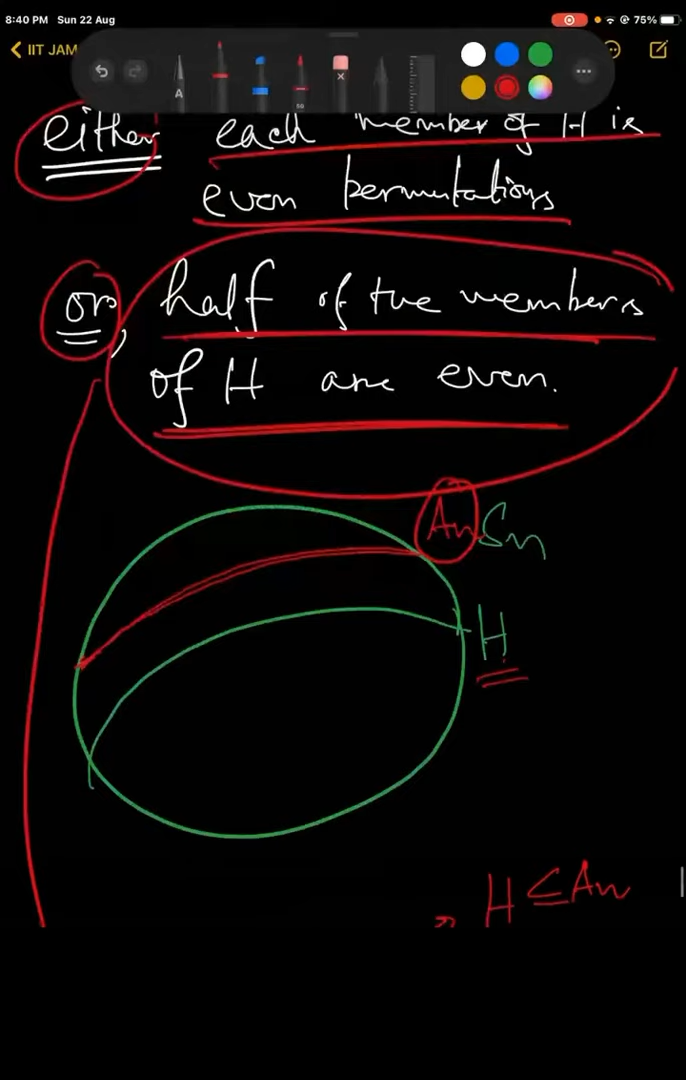 8:40 PM Sun 22 Aug
75%
IIT JAM
A
50
either each member of H is
even permutations
or, half of the members
of H are even.
An Sn
H
H ≤ An